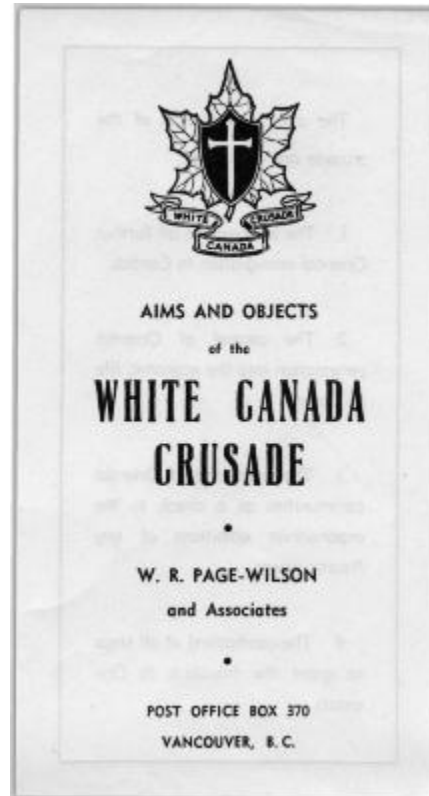 WHITE CRUSADE
CANADA
AIMS AND OBJECTS
of the
WHITE CANADA
CRUSADE
•
W. R. PAGE-WILSON
and Associates
•
POST OFFICE BOX 370
VANCOUVER, B. C.